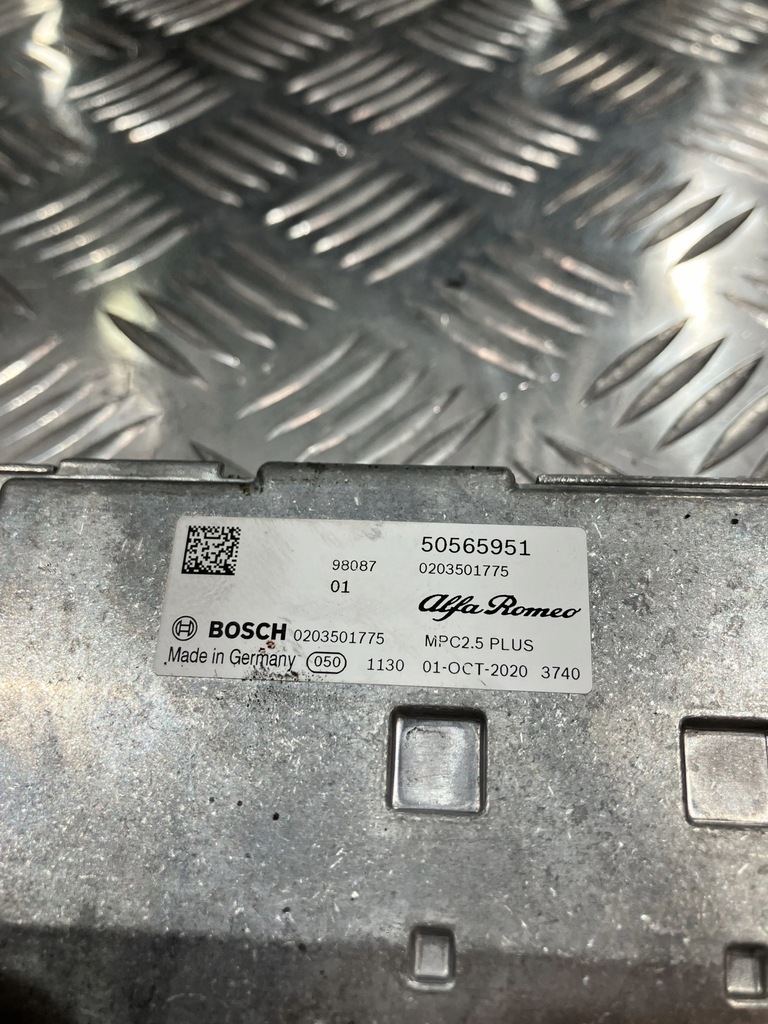 50565951
98087 0203501775
01
Alfa Romeo
BOSCH 0203501775 MPC2.5 PLUS
Made in Germany 050 1130 01-OCT-2020 3740